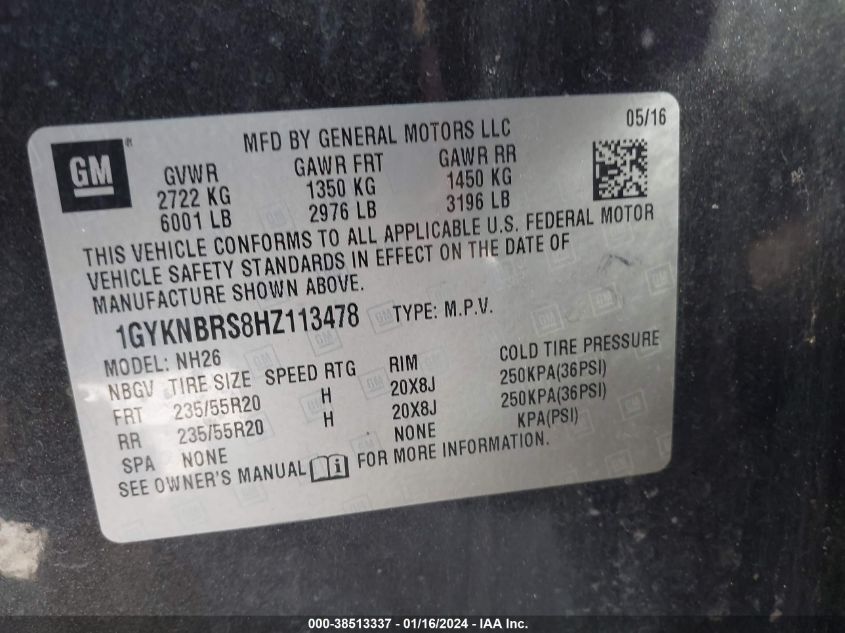 GM
MFD BY GENERAL MOTORS LLC
05/16
GVWR GAWR FRT GAWR RR
2722 KG 1350 KG 1450 KG
6001 LB 2976 LB 3196 LB
THIS VEHICLE CONFORMS TO ALL APPLICABLE U.S. FEDERAL MOTOR
VEHICLE SAFETY STANDARDS IN EFFECT ON THE DATE OF
MANUFACTURE SHOWN ABOVE.
1GYKNBRS8HZ113478 TYPE: M.P.V.
MODEL: NH26
NBGV TIRE SIZE SPEED RTG RIM COLD TIRE PRESSURE
FRT 235/55R20 H 20X8J 250KPA(36PSI)
RR 235/55R20 H 20X8J 250KPA(36PSI)
SPA NONE NONE KPA(PSI)
SEE OWNER'S MANUAL i FOR MORE INFORMATION.
000-38513337 - 01/16/2024 - IAA Inc.